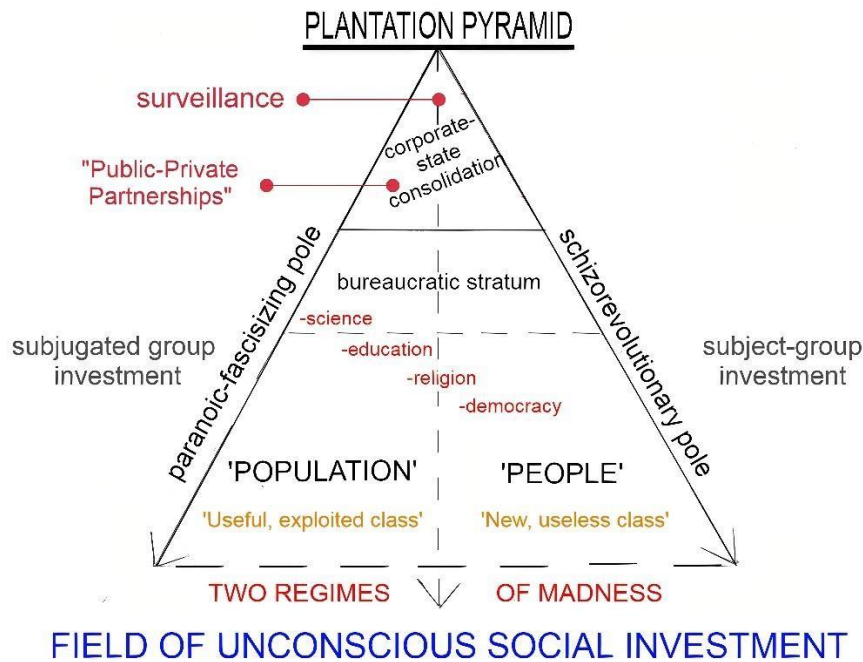 PLANTATION PYRAMID
surveillance
corporate-
state
consolidation
"Public-Private
Partnerships"
paranoic-fascisizing pole
schizorevolutionary pole
bureaucratic stratum
-science
-education
-religion
-democracy
subjugated group
investment
subject-group
investment
'POPULATION'
'PEOPLE'
'Useful, exploited class'
'New, useless class'
TWO REGIMES
OF MADNESS
FIELD OF UNCONSCIOUS SOCIAL INVESTMENT